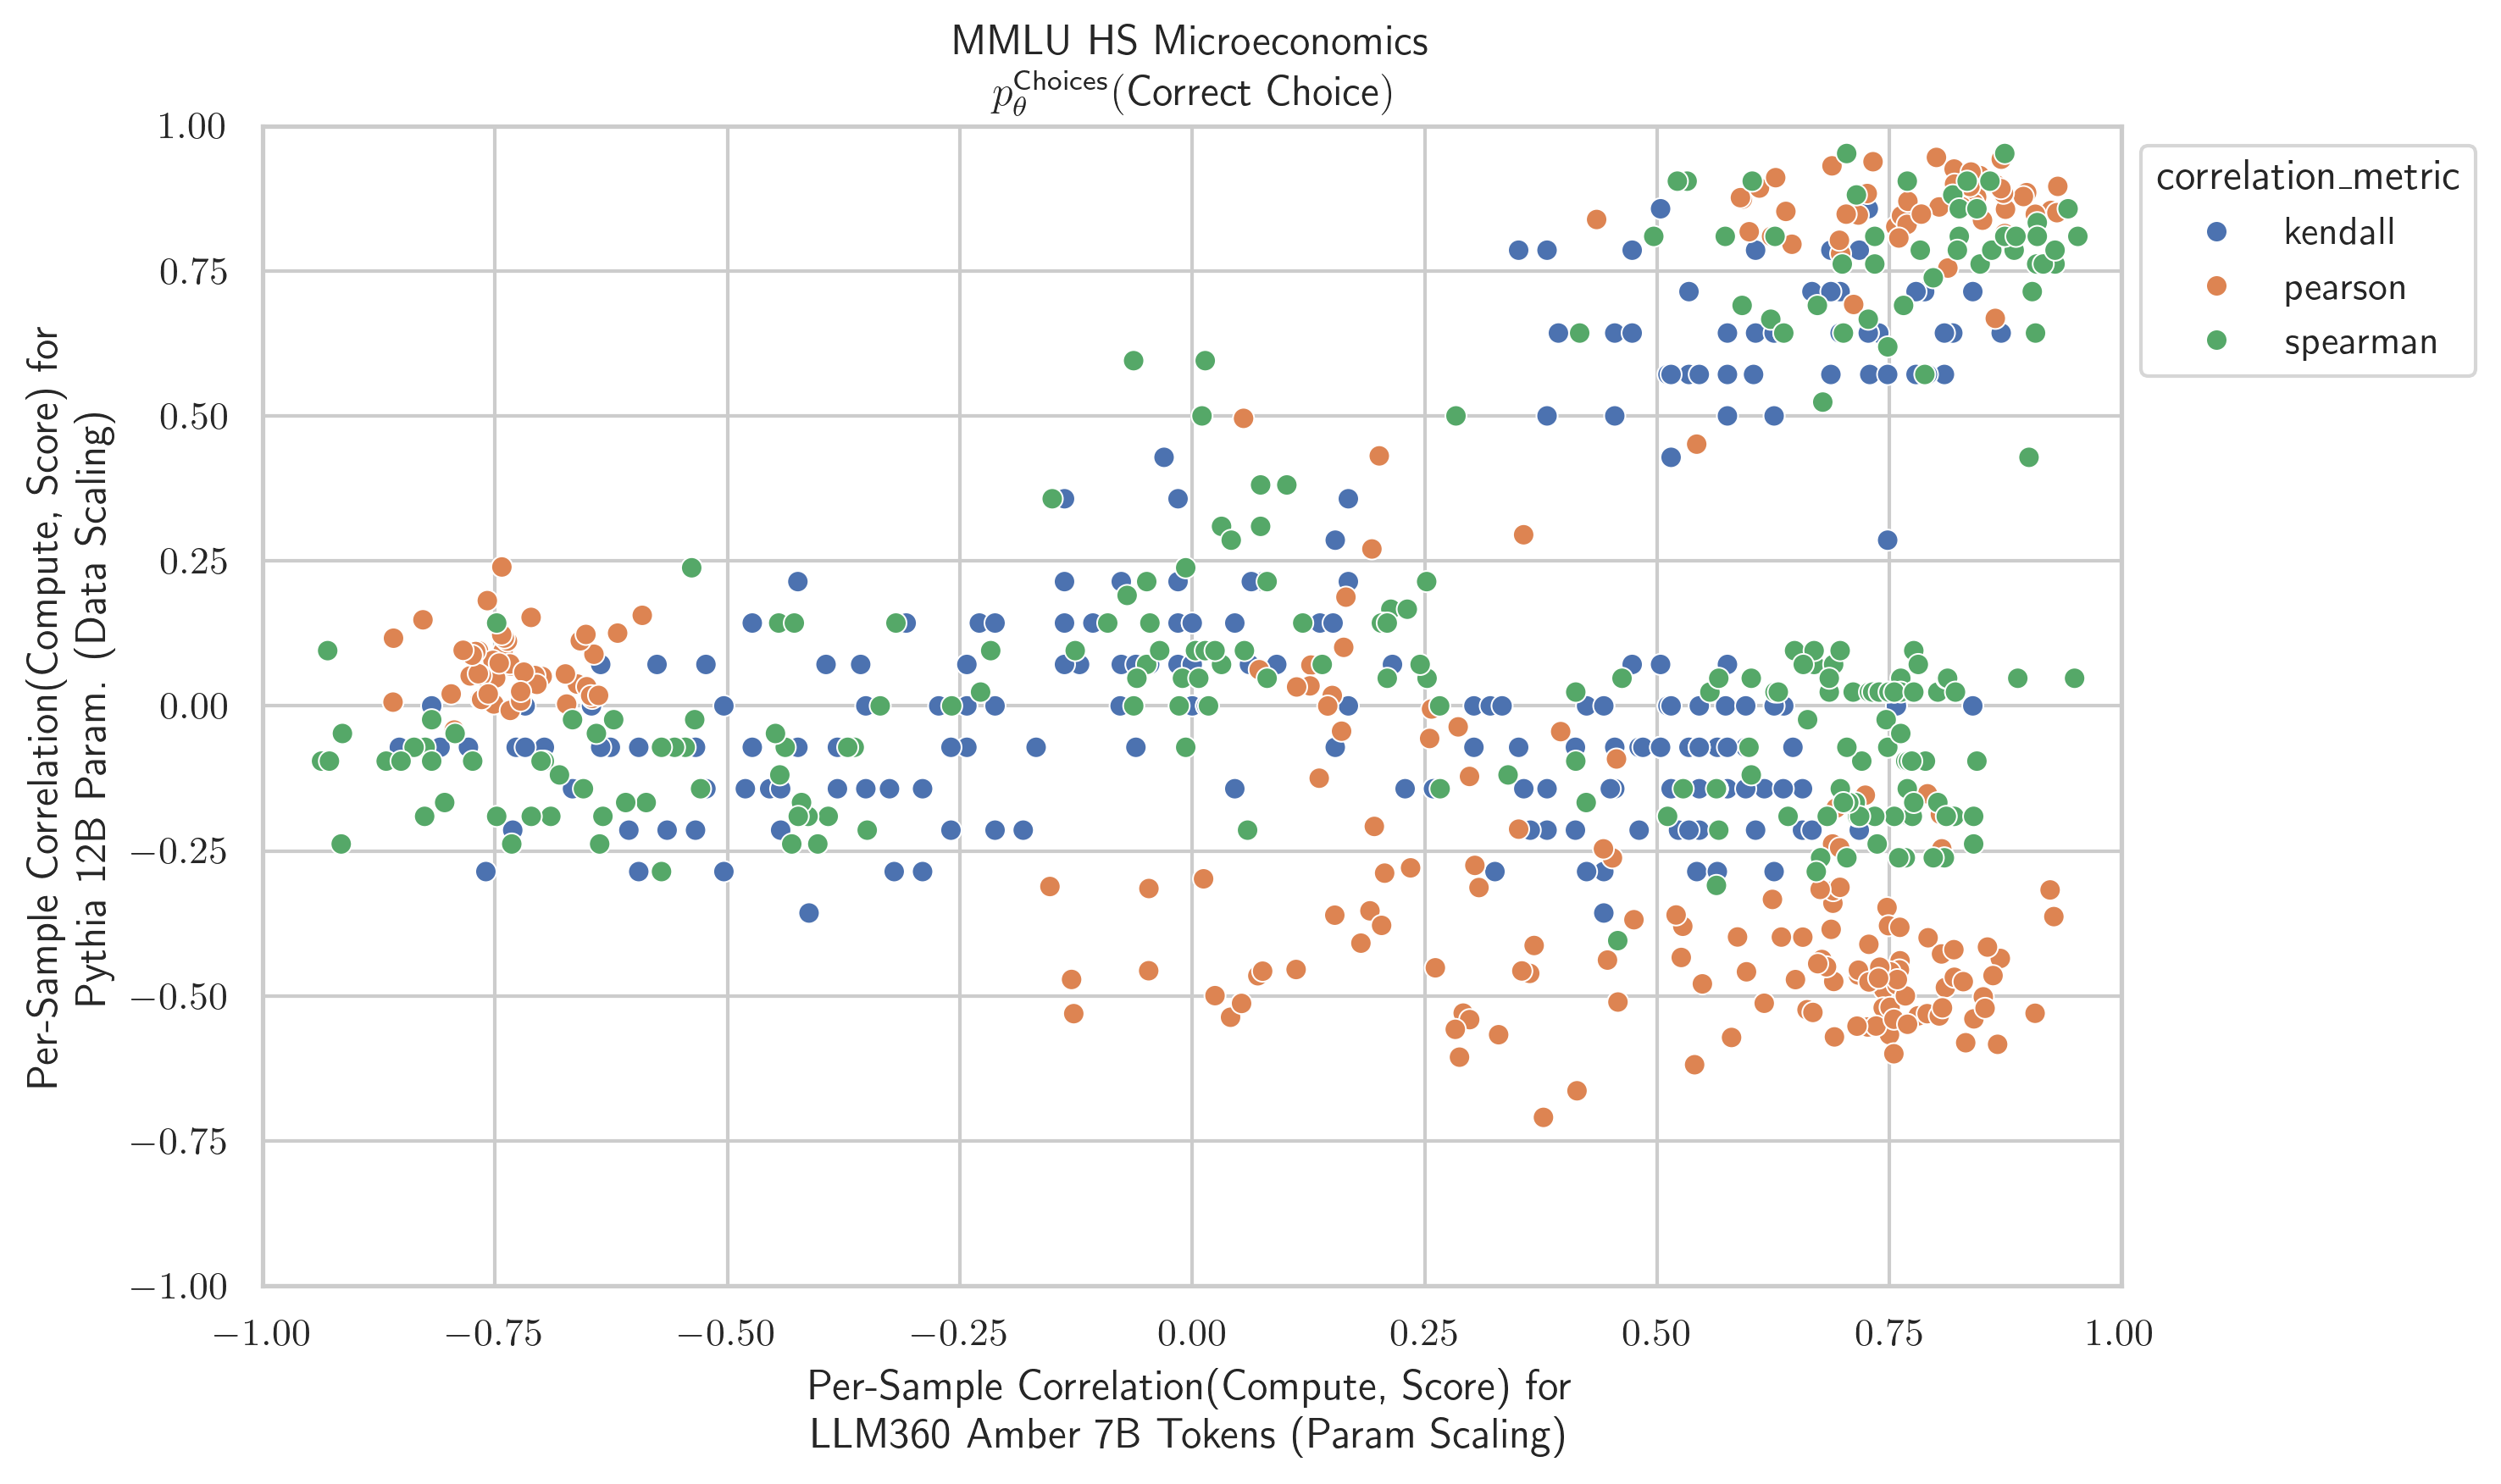 MMLU HS Microeconomics
p_θ^Choices(Correct Choice)
1.00
0.75
0.50
0.25
0.00
−0.25
−0.50
−0.75
−1.00
Per-Sample Correlation(Compute, Score) for
Pythia 12B Param. (Data Scaling)
−1.00
−0.75
−0.50
−0.25
0.00
0.25
0.50
0.75
1.00
Per-Sample Correlation(Compute, Score) for
LLM360 Amber 7B Tokens (Param Scaling)
correlation_metric
kendall
pearson
spearman